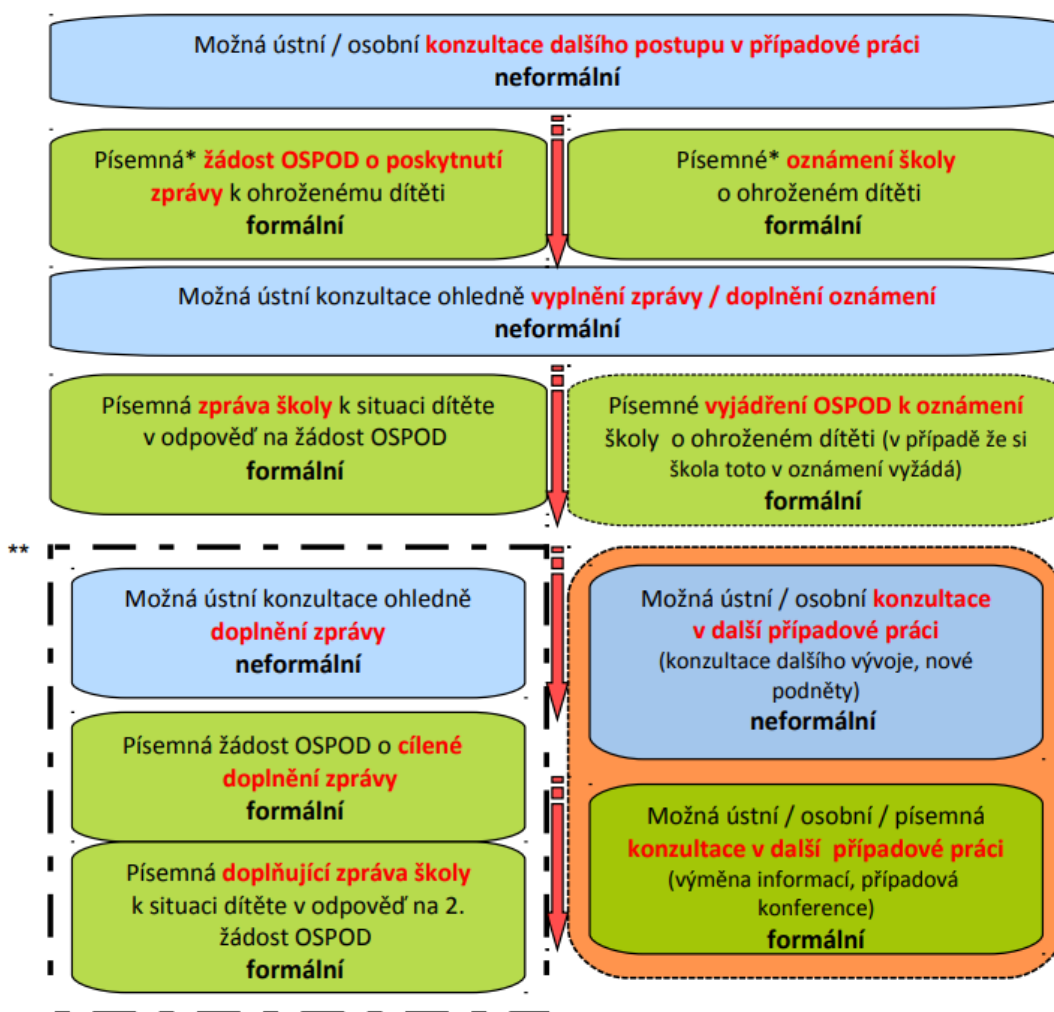 Možná ústní / osobní konzultace dalšího postupu v případové práci
neformální
Písemná* žádost OSPOD o poskytnutí
zprávy k ohroženému dítěti
formální
Písemné* oznámení školy
o ohroženém dítěti
formální
Možná ústní konzultace ohledně vyplnění zprávy / doplnění oznámení
neformální
Písemná zpráva školy k situaci dítěte
v odpověď na žádost OSPOD
formální
Písemné vyjádření OSPOD k oznámení
školy o ohroženém dítěti (v případě že si
škola toto v oznámení vyžádá)
formální
**
Možná ústní konzultace ohledně
doplnění zprávy
neformální
Písemná žádost OSPOD o cílené
doplnění zprávy
formální
Písemná doplňující zpráva školy
k situaci dítěte v odpověď na 2.
žádost OSPOD
formální
Možná ústní / osobní konzultace
v další případové práci
(konzultace dalšího vývoje, nové
podněty)
neformální
Možná ústní / osobní / písemná
konzultace v další případové práci
(výměna informací, případová
konference)
formální